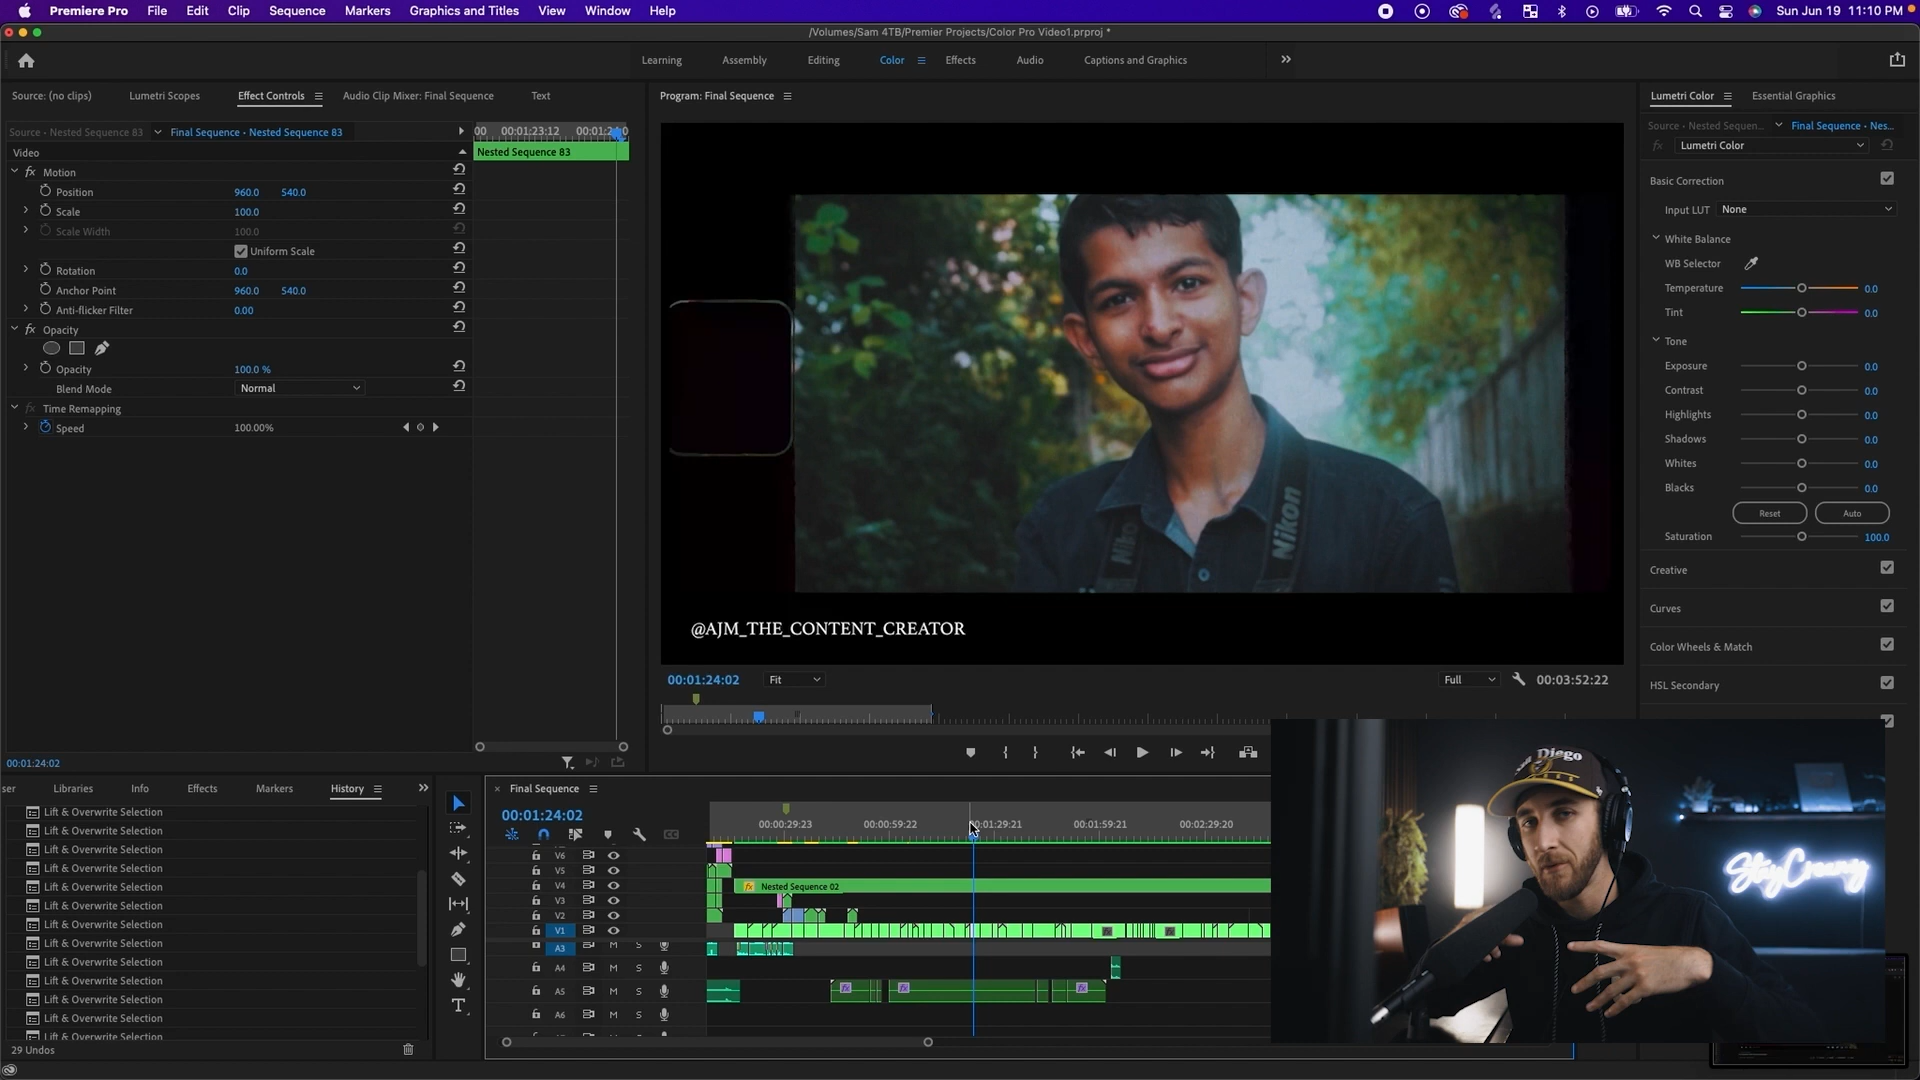 Premiere Pro File Edit Clip Sequence Markers Graphics and Titles View Window Help Sun Jun 19 11:10 PM
/Volumes/Sam 4TB/Premier Projects/Color Pro Video1.prproj *
Learning Assembly Editing Color Effects Audio Captions and Graphics
Source: (no clips) Lumetri Scopes Effect Controls Audio Clip Mixer: Final Sequence Text
Source • Nested Sequence 83 Final Sequence • Nested Sequence 83
00 00:01:23:12
Video
Nested Sequence 83
Motion
Position 960.0 540.0
Scale 100.0
Scale Width 100.0
Uniform Scale
Rotation 0.0
Anchor Point 960.0 540.0
Anti-flicker Filter 0.00
Opacity
Opacity 100.0 %
Blend Mode Normal
Time Remapping
Speed 100.00%
00:01:24:02
Program: Final Sequence
Nikon
@AJM_THE_CONTENT_CREATOR
00:01:24:02 Fit Full 00:03:52:22
Lumetri Color Essential Graphics
Source • Nested Sequen... Final Sequence • Nes...
fx Lumetri Color
Basic Correction
Input LUT None
White Balance
WB Selector
Temperature 0.0
Tint 0.0
Tone
Exposure 0.0
Contrast 0.0
Highlights 0.0
Shadows 0.0
Whites 0.0
Blacks 0.0
Reset Auto
Saturation 100.0
Creative
Curves
Color Wheels & Match
HSL Secondary
ser Libraries Info Effects Markers History
Lift & Overwrite Selection
Lift & Overwrite Selection
Lift & Overwrite Selection
Lift & Overwrite Selection
Lift & Overwrite Selection
Lift & Overwrite Selection
Lift & Overwrite Selection
Lift & Overwrite Selection
Lift & Overwrite Selection
Lift & Overwrite Selection
Lift & Overwrite Selection
Lift & Overwrite Selection
Lift & Overwrite Selection
29 Undos
Final Sequence
00:01:24:02
00:00:29:23 00:00:59:22 00:01:29:21 00:01:59:21 00:02:29:20
V6
V5
V4 fx Nested Sequence 02
V3
V2
V1
A3 M S
A4 M S
A5 M S
A6 M S
Diego
StayCreamy